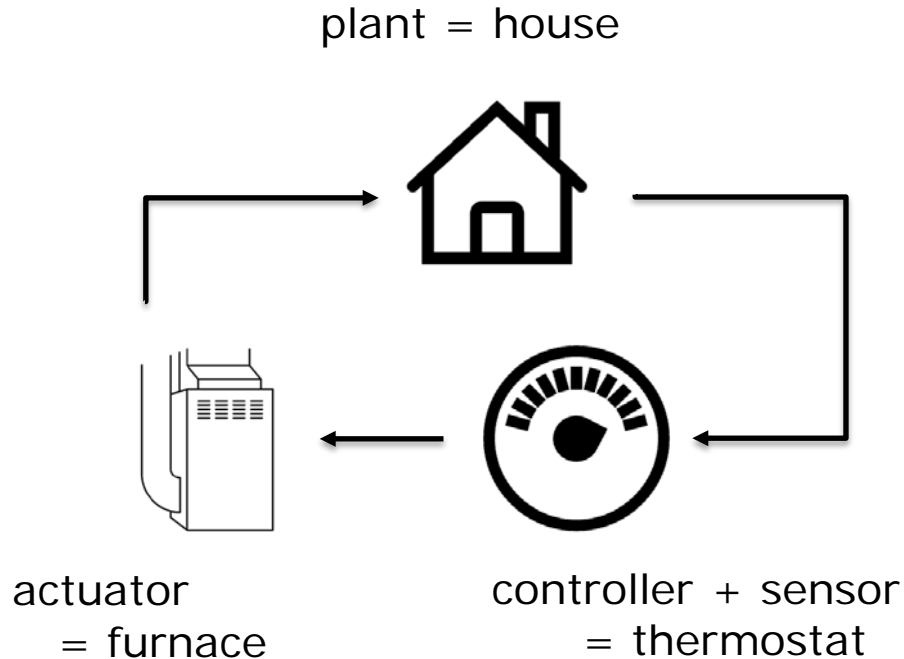 plant = house
actuator
= furnace
controller + sensor
= thermostat